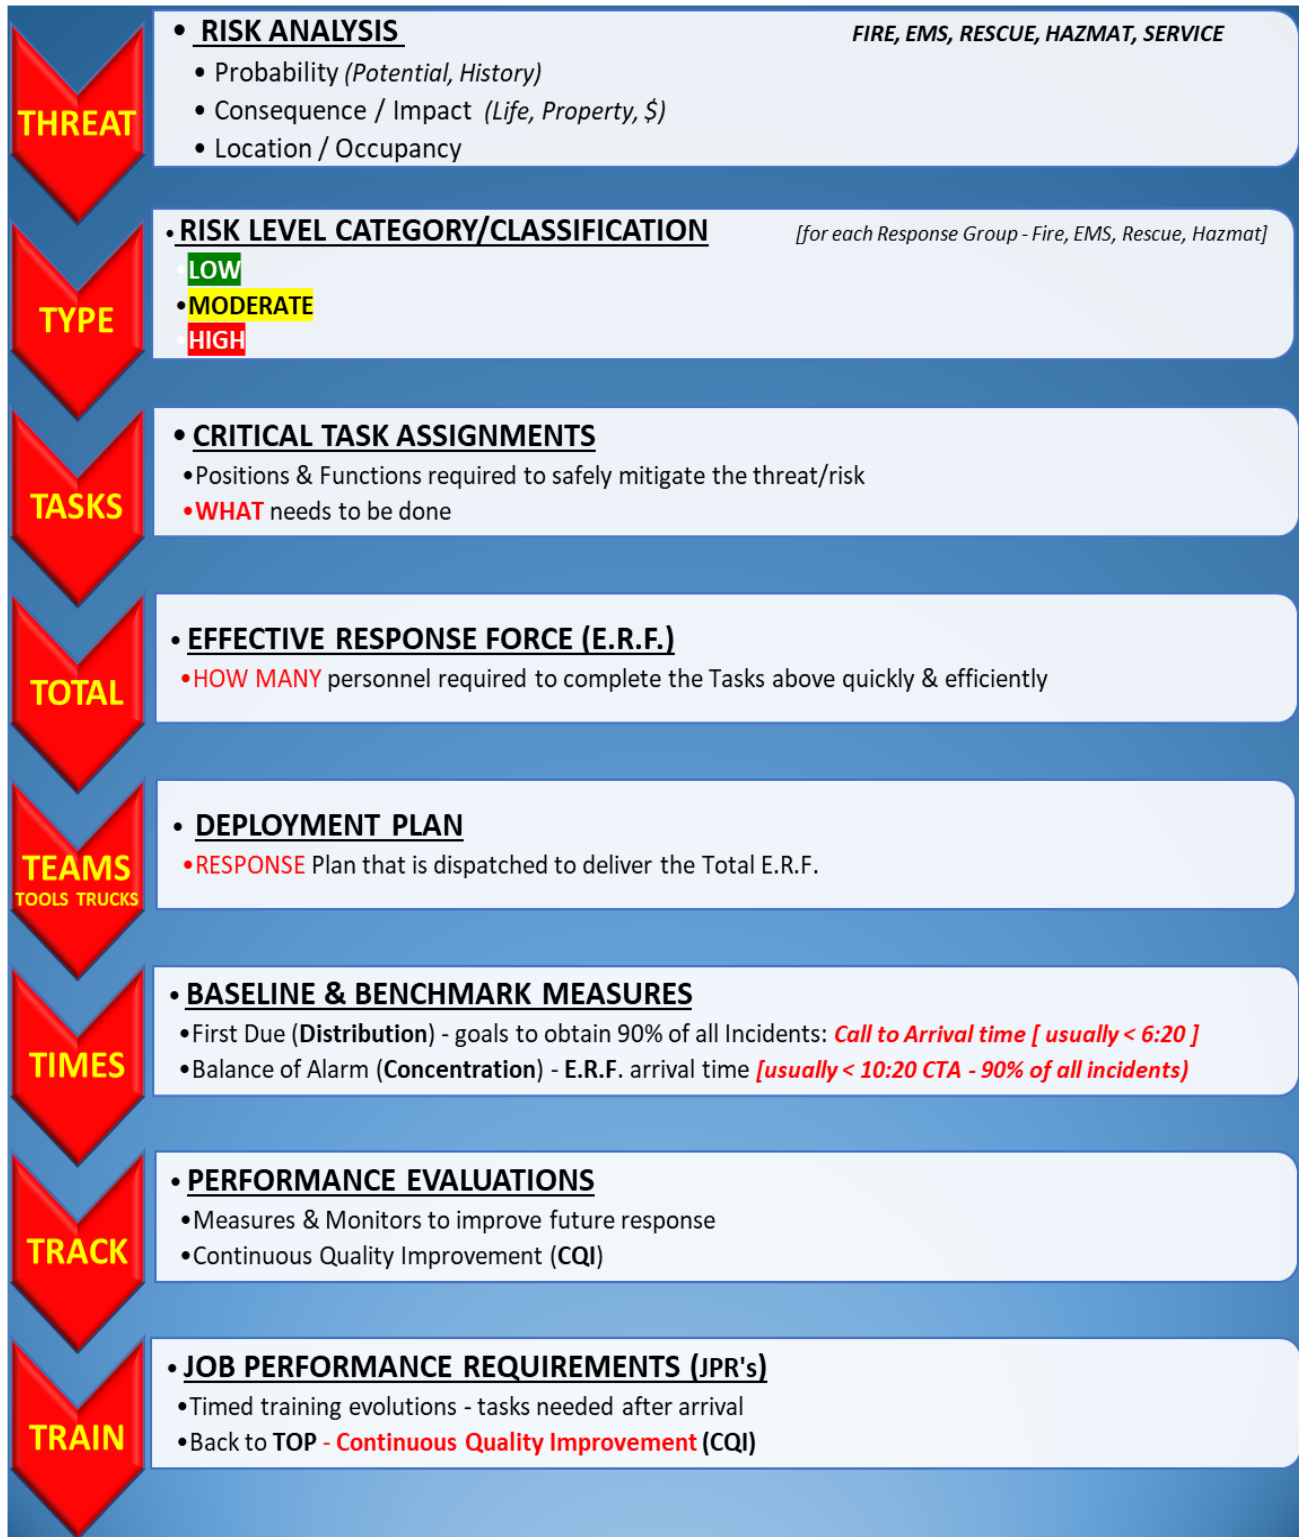 • RISK ANALYSIS FIRE, EMS, RESCUE, HAZMAT, SERVICE
• Probability (Potential, History)
• Consequence / Impact (Life, Property, $)
• Location / Occupancy
THREAT
• RISK LEVEL CATEGORY/CLASSIFICATION [for each Response Group - Fire, EMS, Rescue, Hazmat]
•LOW
•MODERATE
•HIGH
TYPE
• CRITICAL TASK ASSIGNMENTS
•Positions & Functions required to safely mitigate the threat/risk
•WHAT needs to be done
TASKS
• EFFECTIVE RESPONSE FORCE (E.R.F.)
•HOW MANY personnel required to complete the Tasks above quickly & efficiently
TOTAL
• DEPLOYMENT PLAN
•RESPONSE Plan that is dispatched to deliver the Total E.R.F.
TEAMS
TOOLS TRUCKS
• BASELINE & BENCHMARK MEASURES
•First Due (Distribution) - goals to obtain 90% of all Incidents: Call to Arrival time [ usually < 6:20 ]
•Balance of Alarm (Concentration) - E.R.F. arrival time [usually < 10:20 CTA - 90% of all incidents)
TIMES
• PERFORMANCE EVALUATIONS
•Measures & Monitors to improve future response
•Continuous Quality Improvement (CQI)
TRACK
• JOB PERFORMANCE REQUIREMENTS (JPR's)
•Timed training evolutions - tasks needed after arrival
•Back to TOP - Continuous Quality Improvement (CQI)
TRAIN